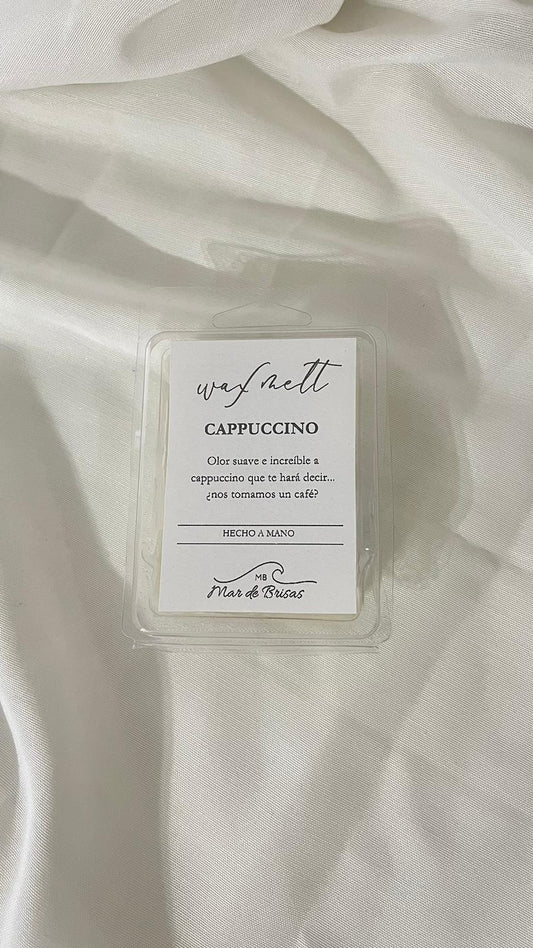 wax melt
CAPPUCCINO
Olor suave e increíble a
cappuccino que te hará decir...
¿nos tomamos un café?
HECHO A MANO
MB
Mar de Brisas